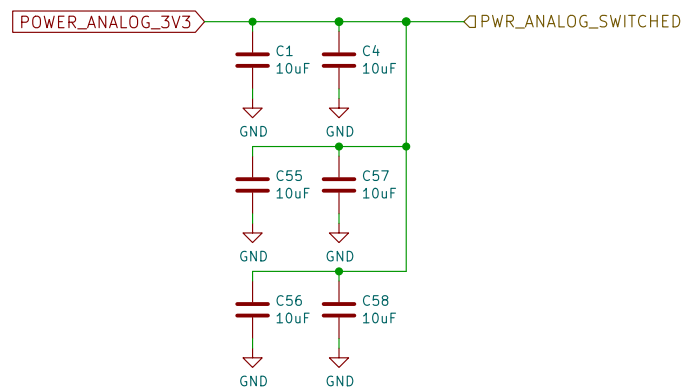 POWER_ANALOG_3V3
PWR_ANALOG_SWITCHED
C1
10uF
C4
10uF
GND
GND
C55
10uF
C57
10uF
GND
GND
C56
10uF
C58
10uF
GND
GND